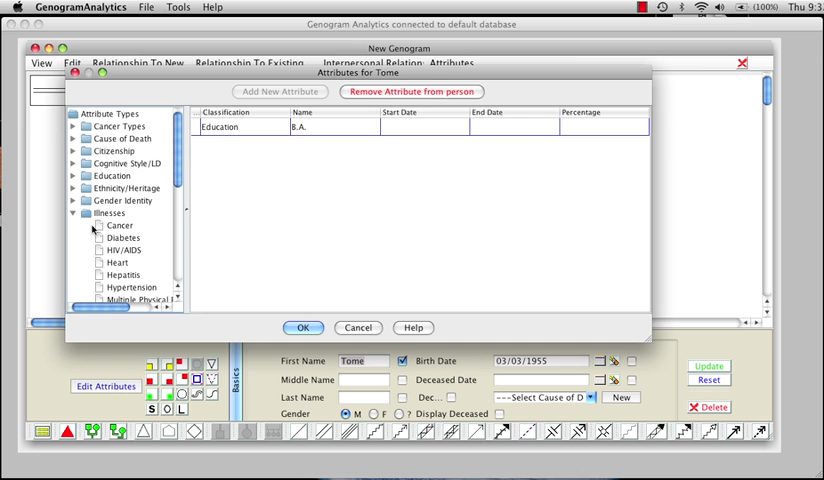 GenogramAnalytics File Tools Help (100%) Thu 9:3
Genogram Analytics connected to default database
New Genogram
View Edit Relationship To New Relationship To Existing Interpersonal Relatio Attributes
Attributes for Tome
Add New Attribute Remove Attribute from person
Attribute Types
Cancer Types
Cause of Death
Citizenship
Cognitive Style/LD
Education
Ethnicity/Heritage
Gender Identity
Illnesses
Cancer
Diabetes
HIV/AIDS
Heart
Hepatitis
Hypertension
Multiple Physical
... Classification Name Start Date End Date Percentage
Education B.A.
OK Cancel Help
Edit Attributes
S O L
Basics
First Name Tome Birth Date 03/03/1955
Middle Name Deceased Date
Last Name Dec... ---Select Cause of D New
Gender M F ? Display Deceased
Update
Reset
Delete